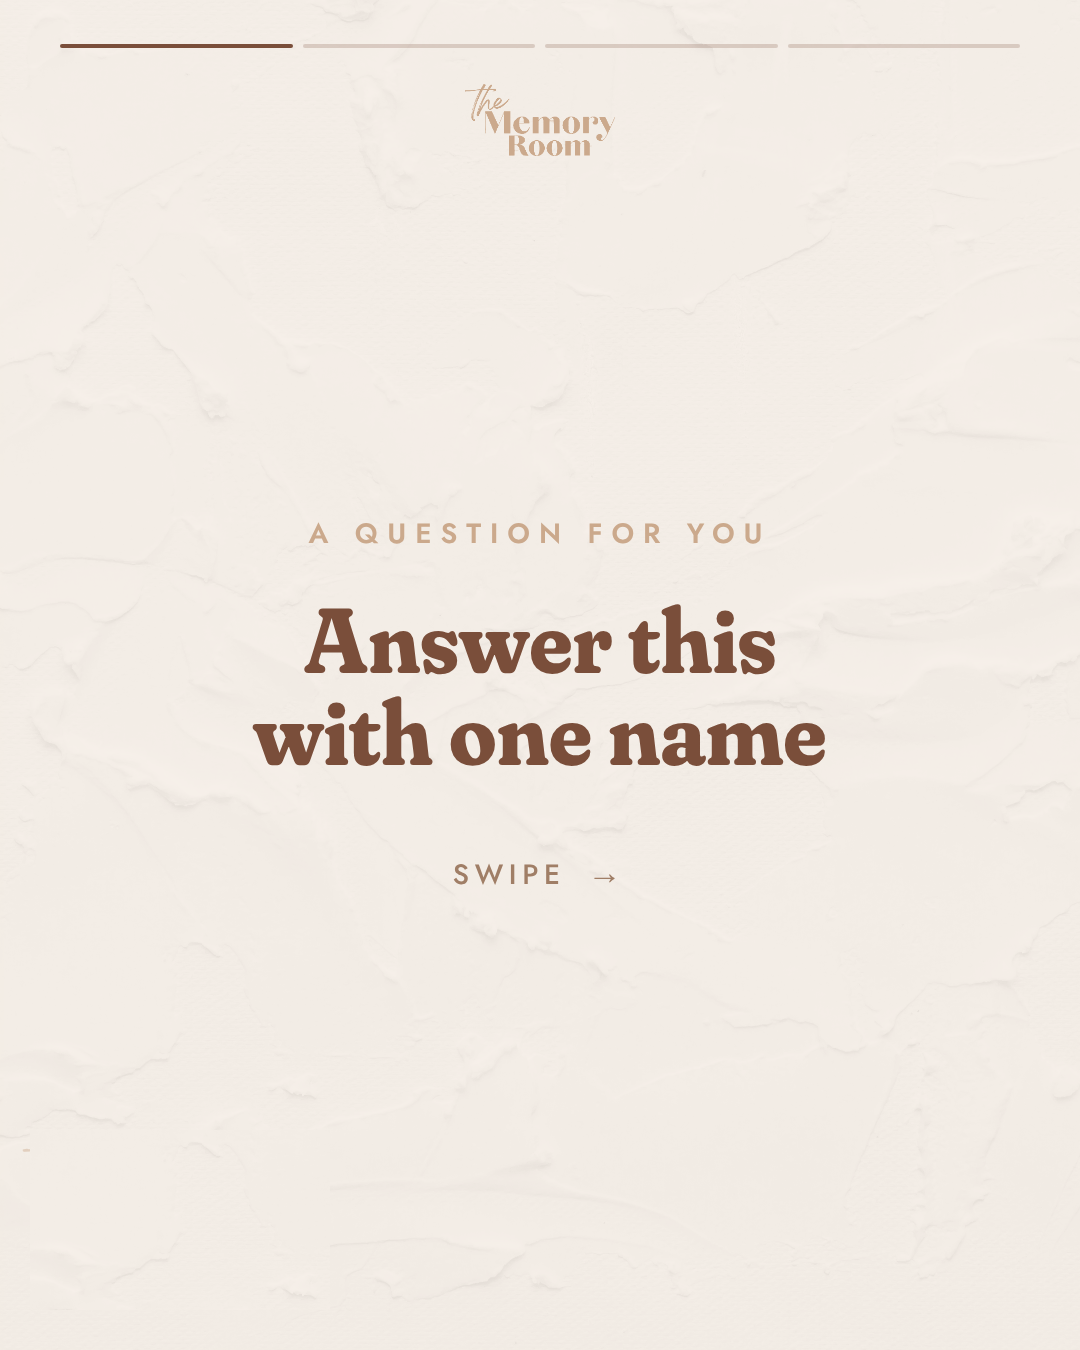 the
Memory
Room
A QUESTION FOR YOU
Answer this
with one name
SWIPE →